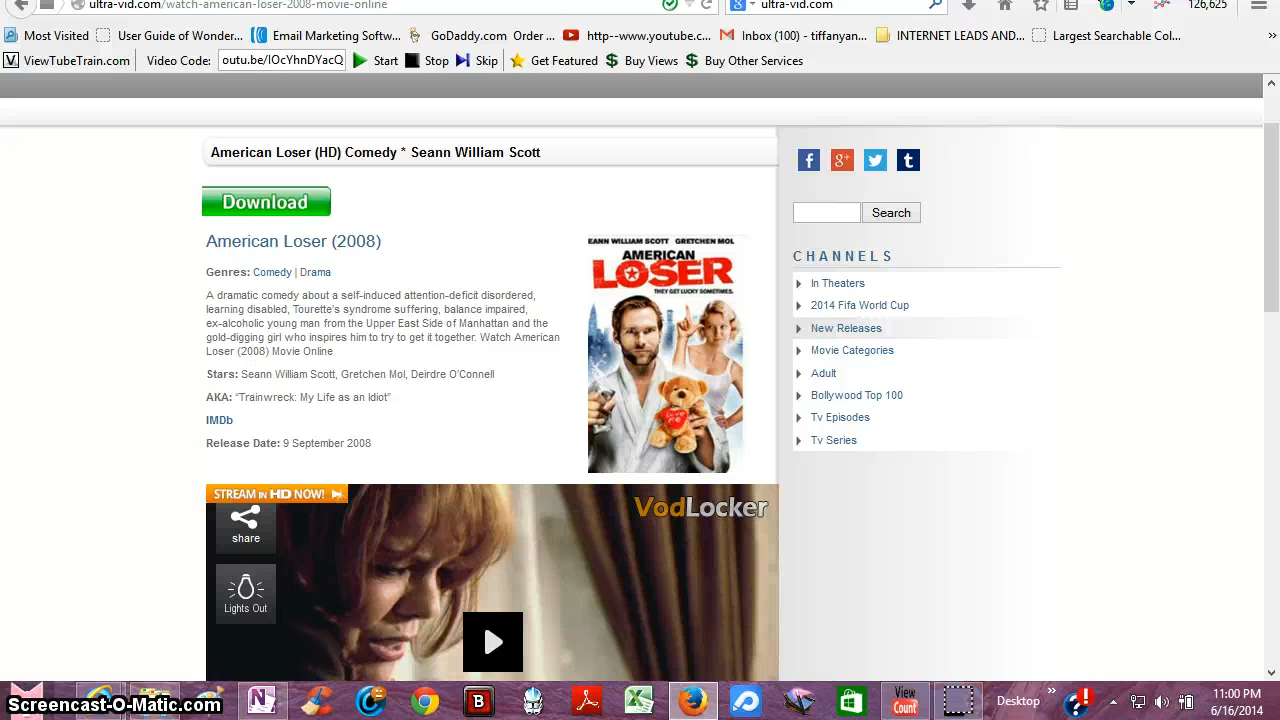 ultra-vid.com/watch-american-loser-2008-movie-online
ultra-vid.com
126,625
Most Visited
User Guide of Wonder...
Email Marketing Softw...
GoDaddy.com Order ...
http--www.youtube.c...
Inbox (100) - tiffanyan...
INTERNET LEADS AND...
Largest Searchable Col...
»
ViewTubeTrain.com
Video Code:
outu.be/lOcYhnDYacQ
Start
Stop
Skip
Get Featured
Buy Views
Buy Other Services
American Loser (HD) Comedy * Seann William Scott
Download
American Loser (2008)
Genres: Comedy | Drama
A dramatic comedy about a self-induced attention-deficit disordered,
learning disabled, Tourette's syndrome suffering, balance impaired,
ex-alcoholic young man from the Upper East Side of Manhattan and the
gold-digging girl who inspires him to try to get it together. Watch American
Loser (2008) Movie Online
Stars: Seann William Scott, Gretchen Mol, Deirdre O'Connell
AKA: “Trainwreck: My Life as an Idiot”
IMDb
Release Date: 9 September 2008
EANN WILLIAM SCOTT GRETCHEN MOL
AMERICAN
LOSER
THEY GET LUCKY SOMETIMES.
LOVE ME
Search
CHANNELS
In Theaters
2014 Fifa World Cup
New Releases
Movie Categories
Adult
Bollywood Top 100
Tv Episodes
Tv Series
STREAM IN HD NOW!
VodLocker
share
Lights Out
View
Count
Desktop
»
11:00 PM
6/16/2014
Screencast-O-Matic.com